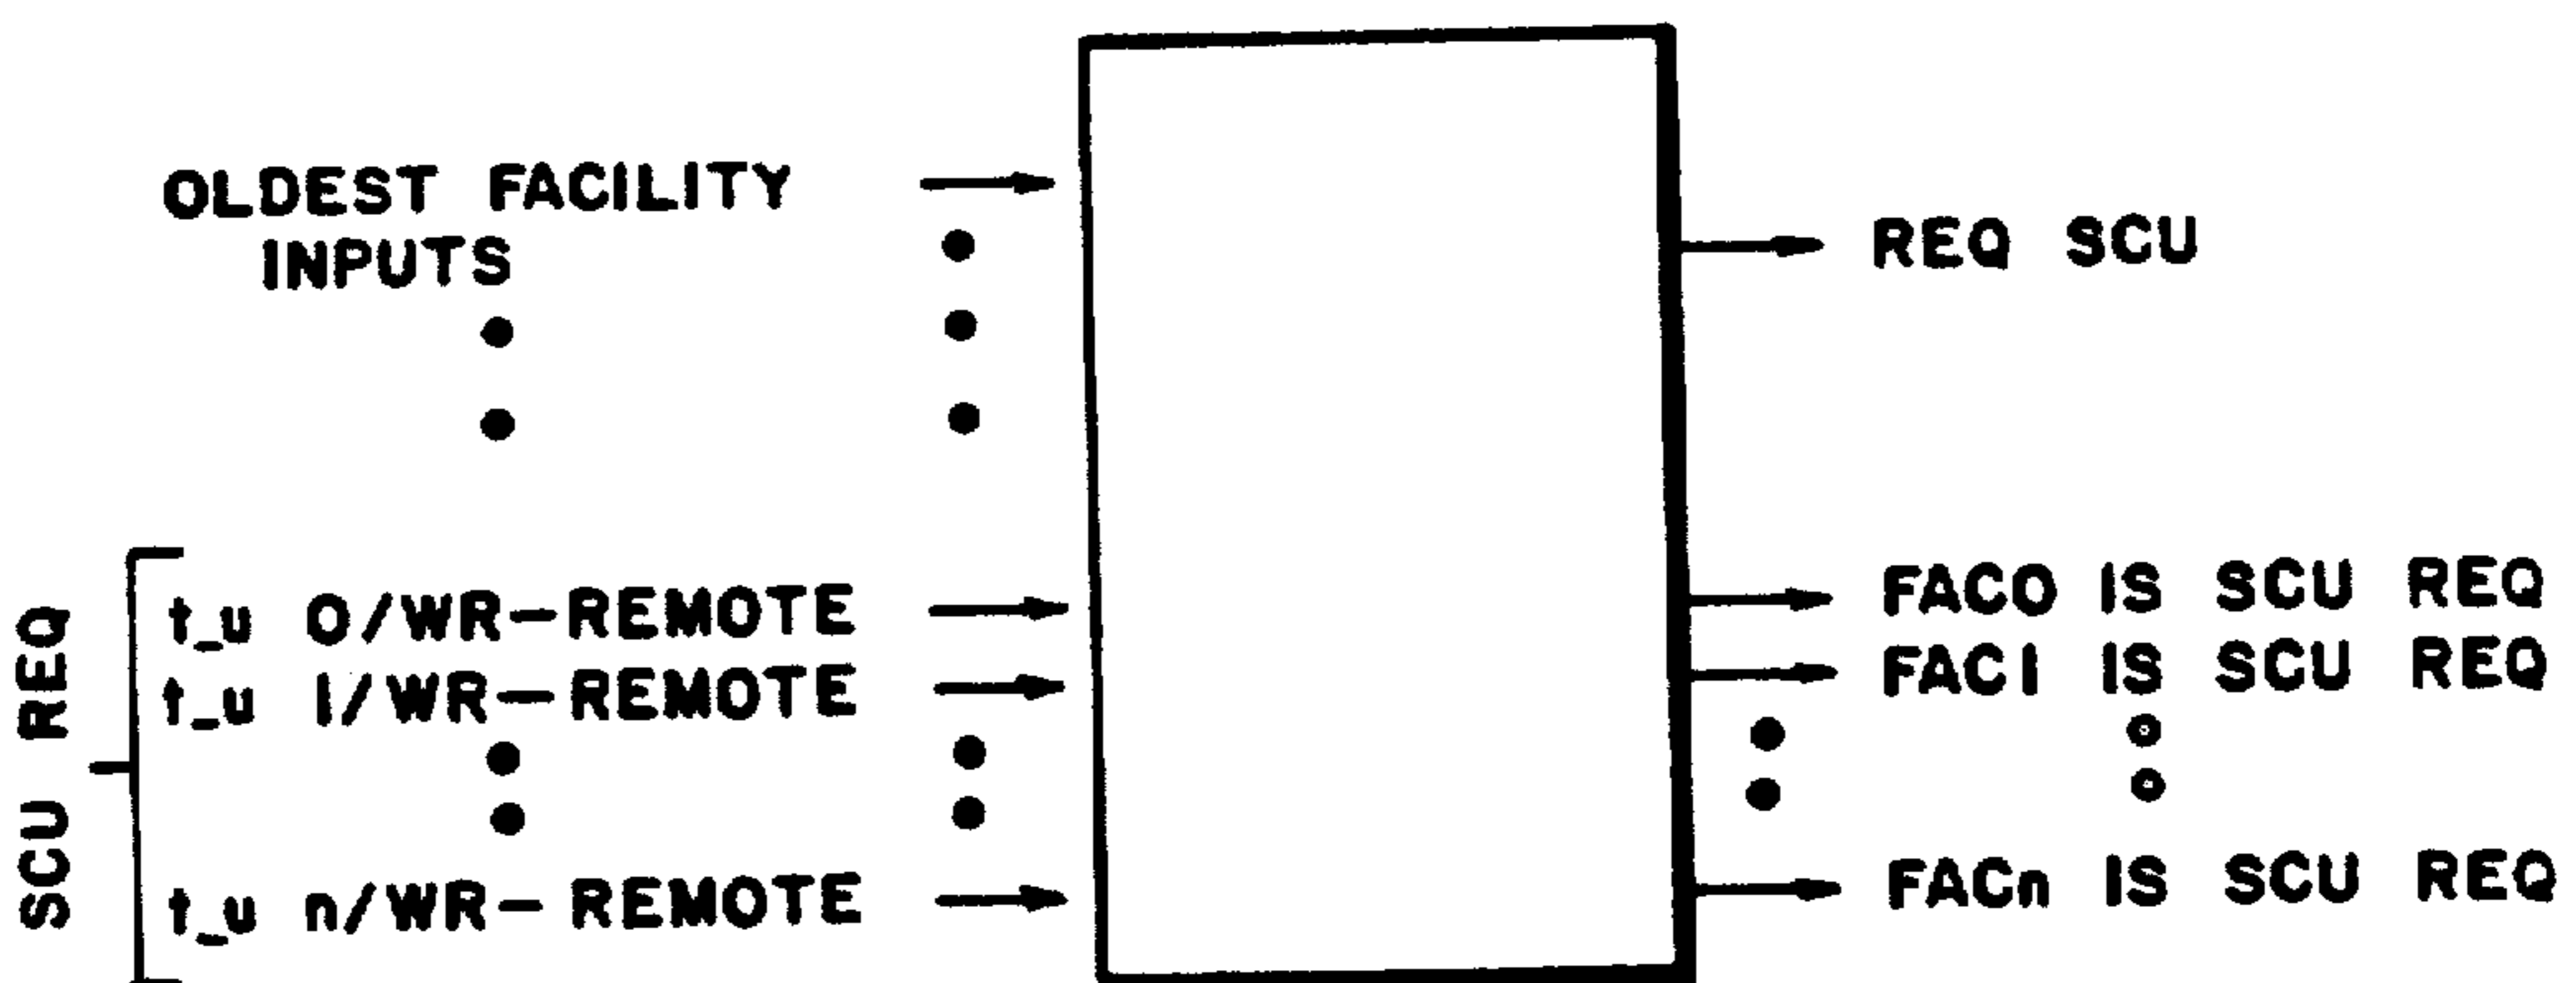 OLDEST FACILITY
INPUTS
REQ SCU
SCU REQ
t_u 0/WR-REMOTE
t_u 1/WR-REMOTE
t_u n/WR-REMOTE
FAC0 IS SCU REQ
FAC1 IS SCU REQ
FACn IS SCU REQ